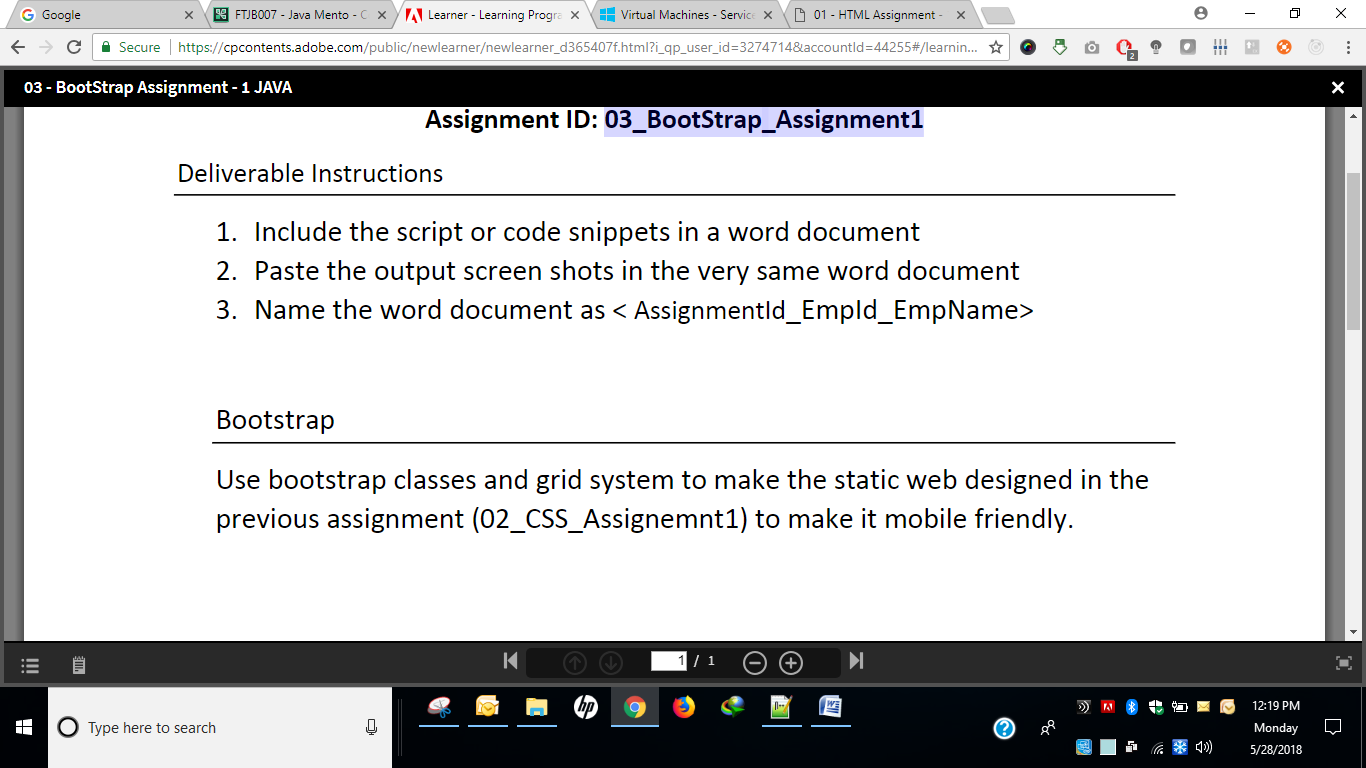 Google
FTJB007 - Java Mento - C
Learner - Learning Progra
Virtual Machines - Service
01 - HTML Assignment -
Secure
https://cpcontents.adobe.com/public/newlearner/newlearner_d365407f.html?i_qp_user_id=3274714&accountId=44255#/learnin...
2
03 - BootStrap Assignment - 1 JAVA
Assignment ID: 03_BootStrap_Assignment1
Deliverable Instructions
1. Include the script or code snippets in a word document
2. Paste the output screen shots in the very same word document
3. Name the word document as < AssignmentId_EmpId_EmpName>
Bootstrap
Use bootstrap classes and grid system to make the static web designed in the
previous assignment (02_CSS_Assignemnt1) to make it mobile friendly.
1 / 1
Type here to search
hp
12:19 PM
Monday
5/28/2018